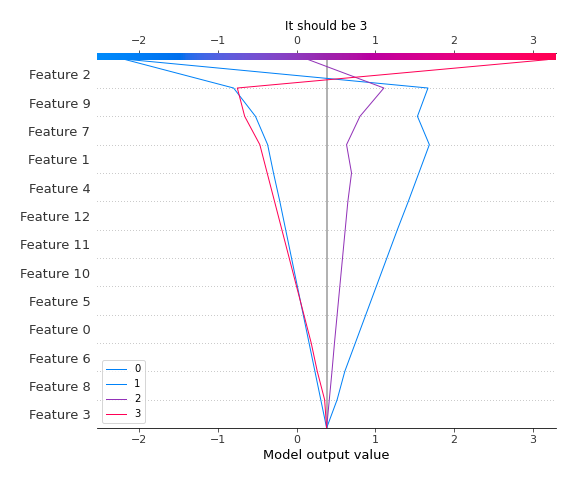 It should be 3
−2 −1 0 1 2 3
Feature 2
Feature 9
Feature 7
Feature 1
Feature 4
Feature 12
Feature 11
Feature 10
Feature 5
Feature 0
Feature 6
Feature 8
Feature 3
0
1
2
3
−2 −1 0 1 2 3
Model output value